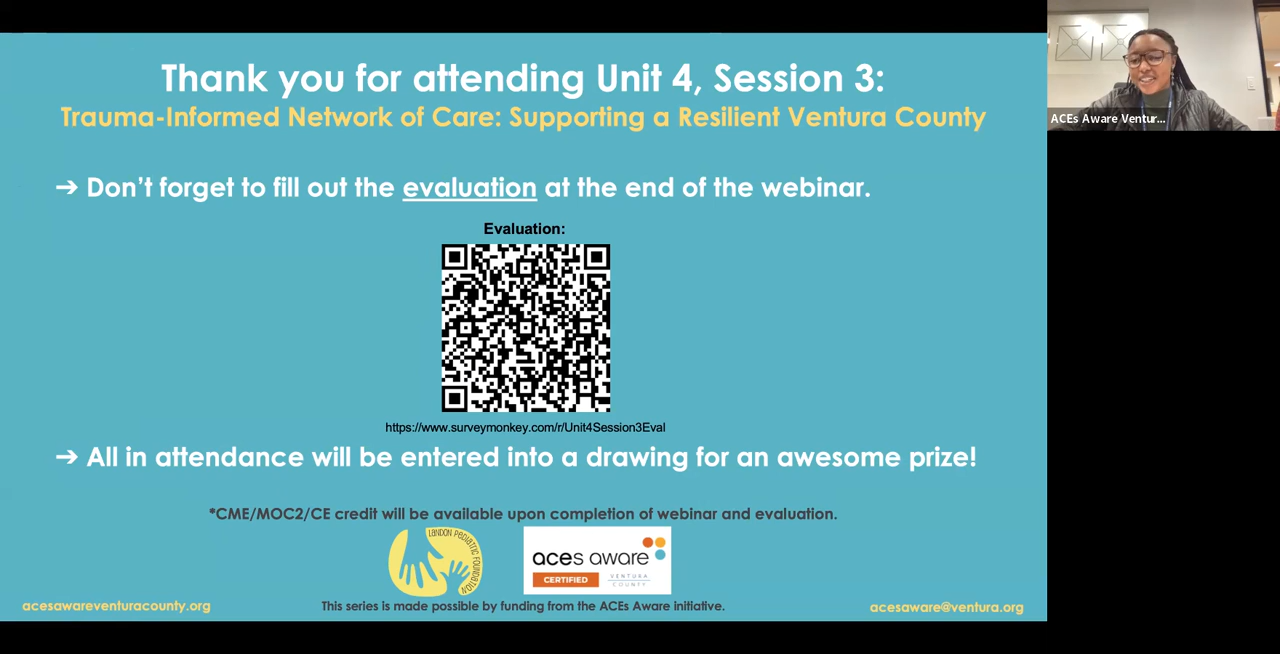 Thank you for attending Unit 4, Session 3:
Trauma-Informed Network of Care: Supporting a Resilient Ventura County
→ Don't forget to fill out the evaluation at the end of the webinar.
Evaluation:
https://www.surveymonkey.com/r/Unit4Session3Eval
→ All in attendance will be entered into a drawing for an awesome prize!
*CME/MOC2/CE credit will be available upon completion of webinar and evaluation.
LANDON PEDIATRIC FOUNDATION
aces aware
CERTIFIED
VENTURA
COUNTY
acesawareventuracounty.org
This series is made possible by funding from the ACEs Aware initiative.
acesaware@ventura.org
ACEs Aware Ventur...